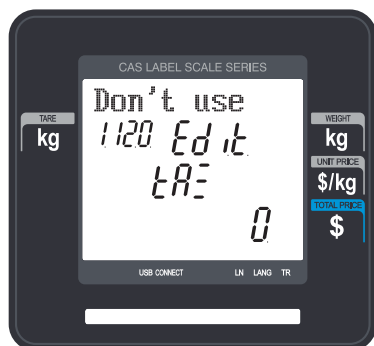 CAS LABEL SCALE SERIES
Don't use
1120 Edit
tAΞ
0
USB CONNECT LN LANG TR
TARE
kg
WEIGHT
kg
UNIT PRICE
$/kg
TOTAL PRICE
$